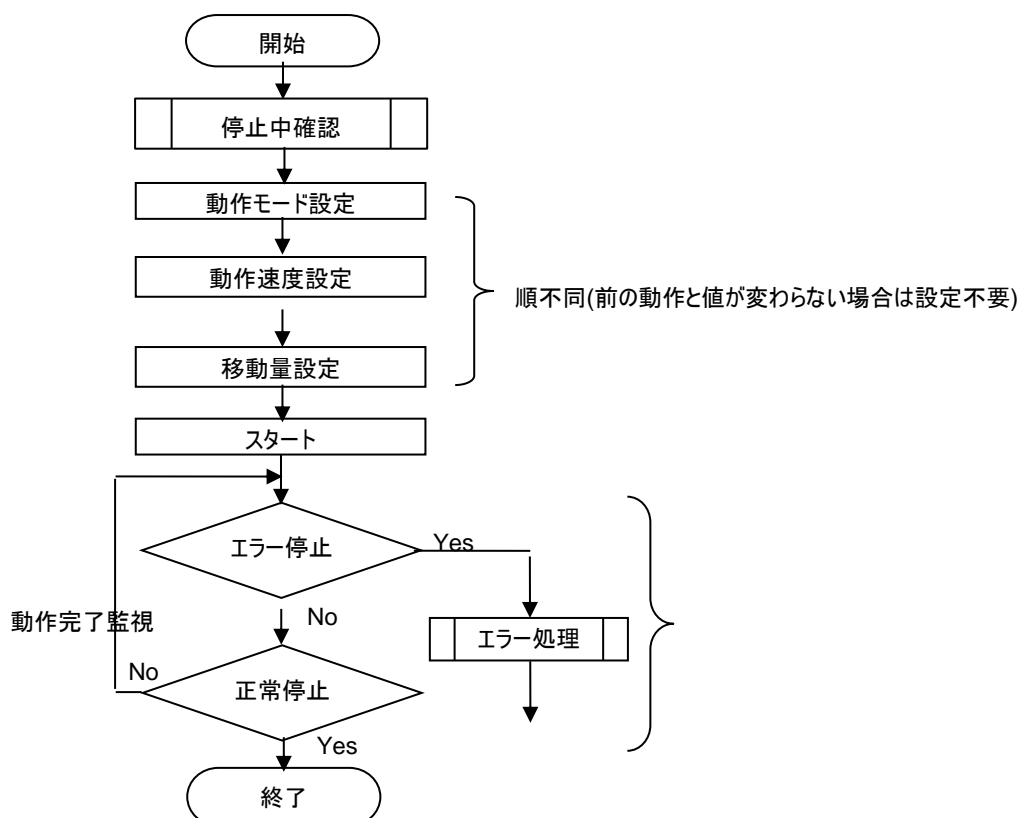 開始
停止中確認
動作モード設定
動作速度設定
順不同(前の動作と値が変わらない場合は設定不要)
移動量設定
スタート
エラー停止
Yes
No
動作完了監視
エラー処理
No
正常停止
Yes
終了